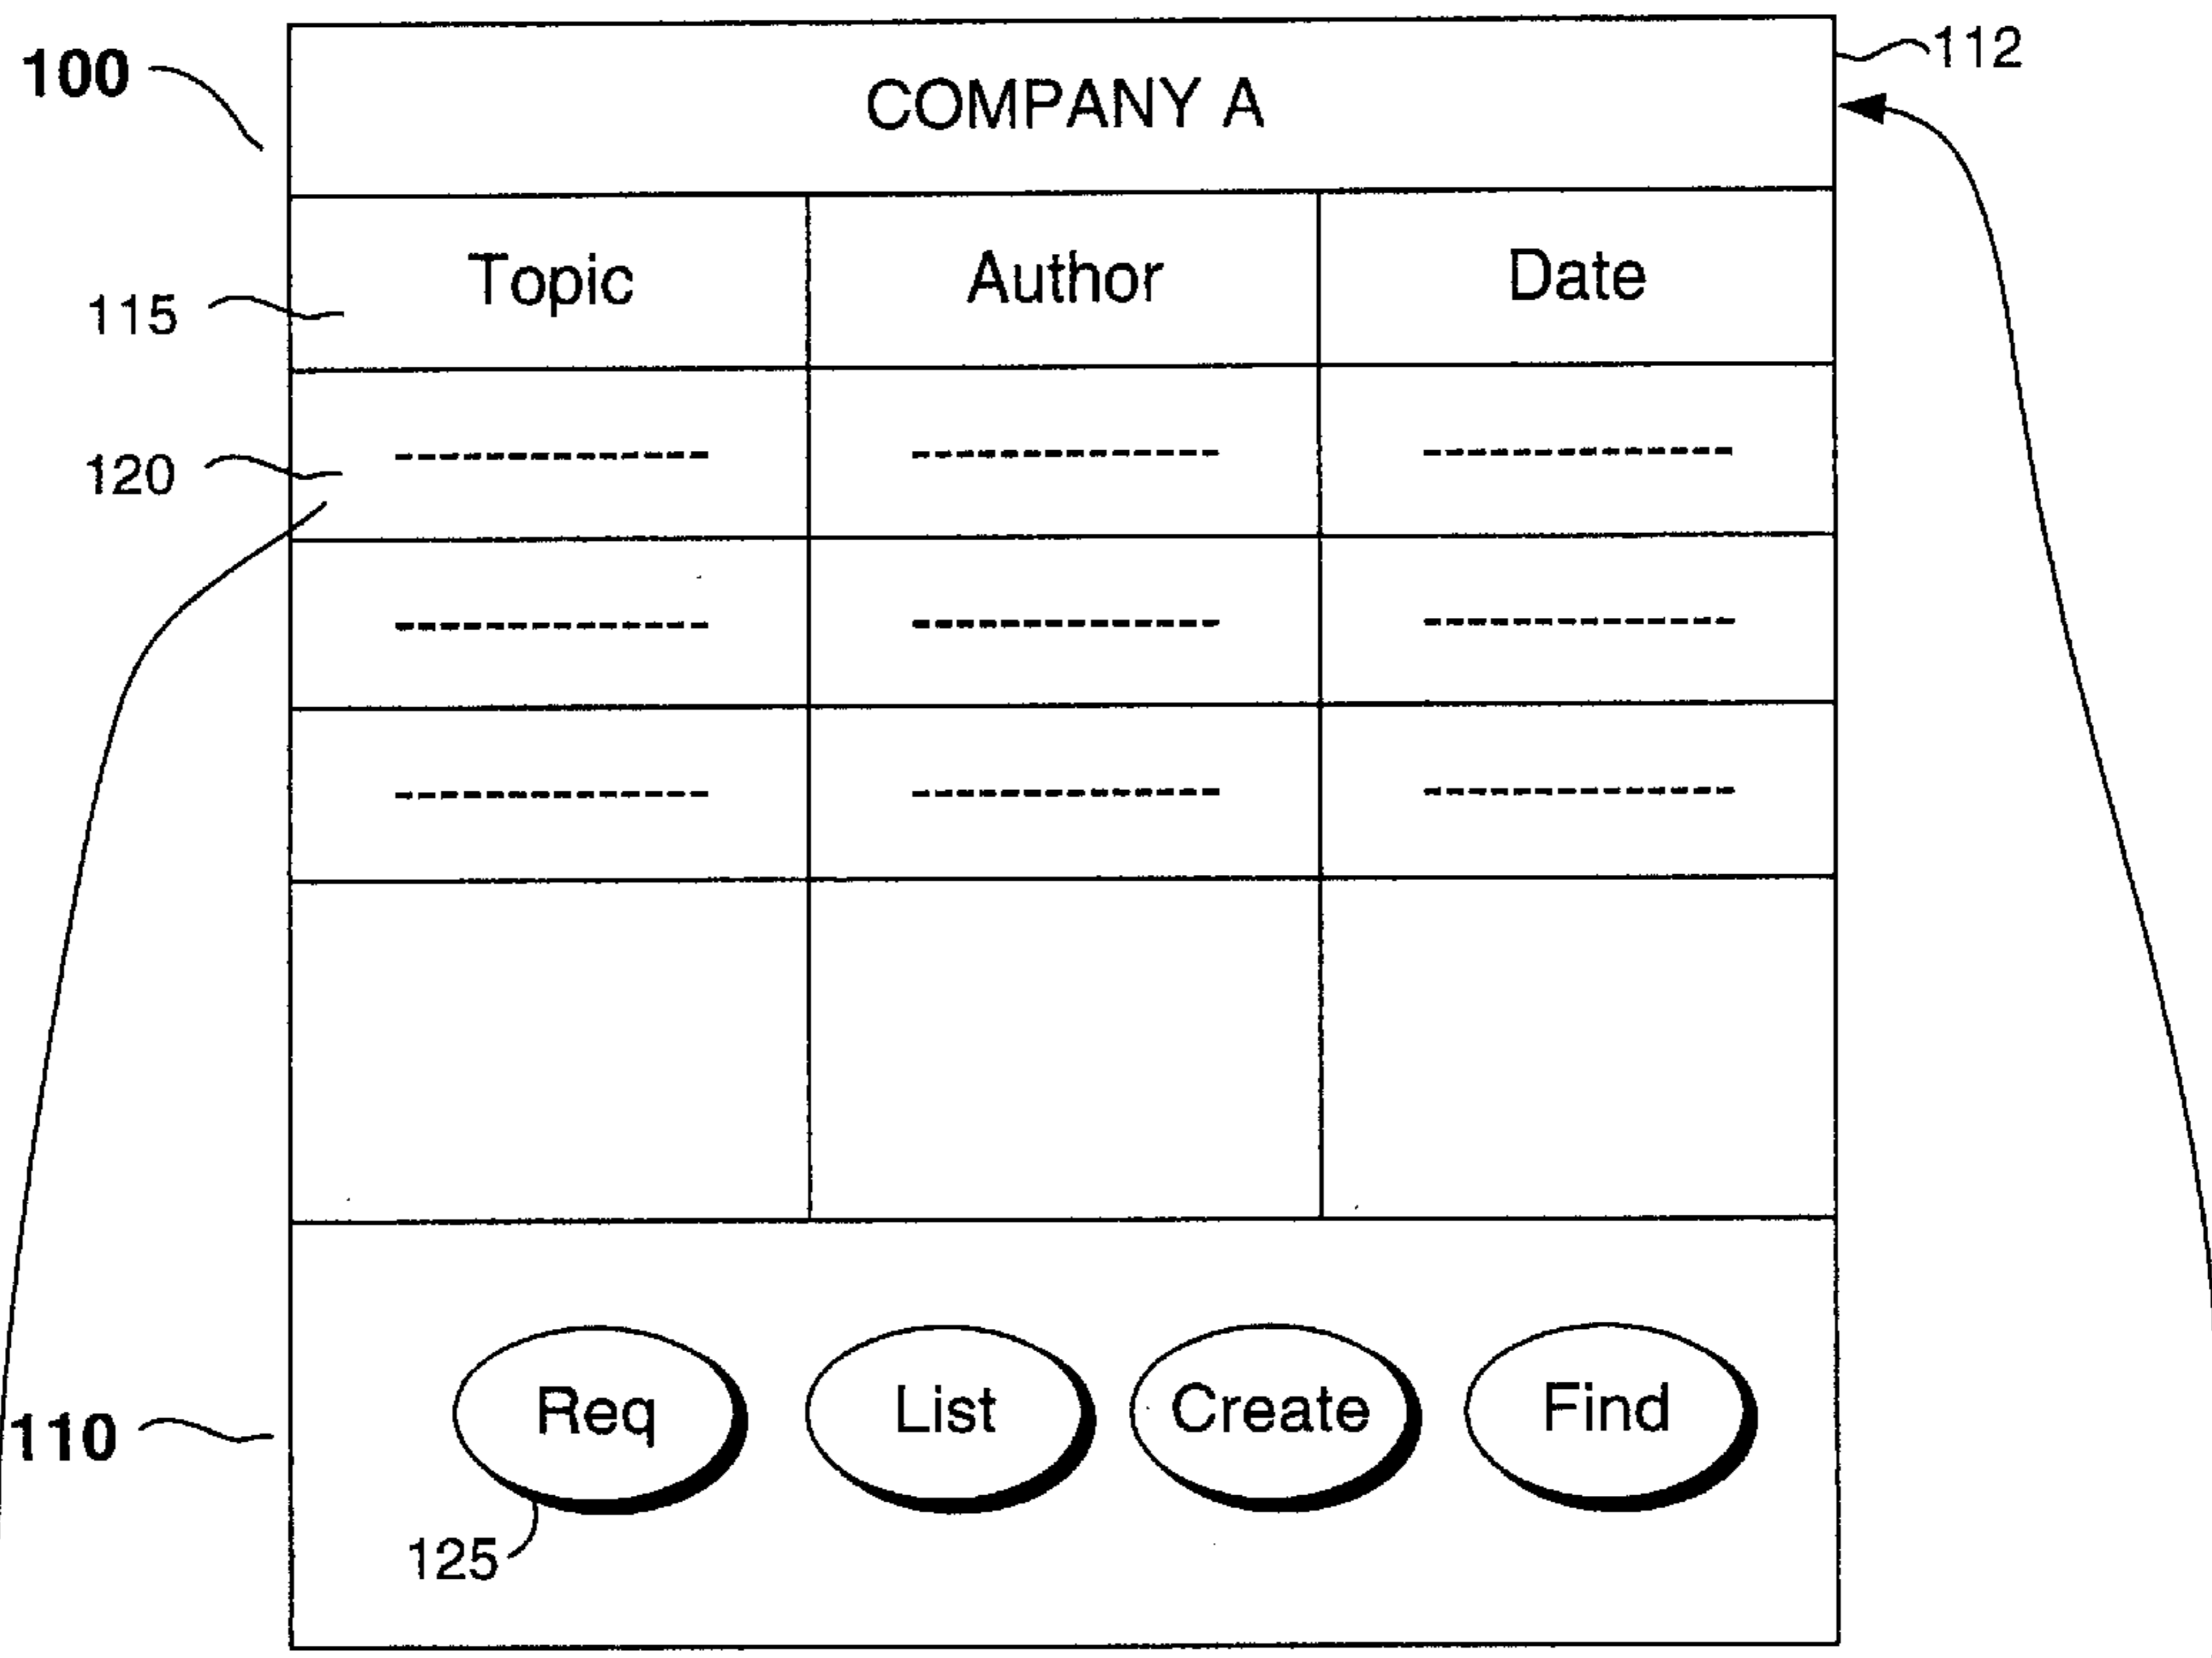 100
112
COMPANY A
Topic Author Date
115
120
Req List Create Find
110
125